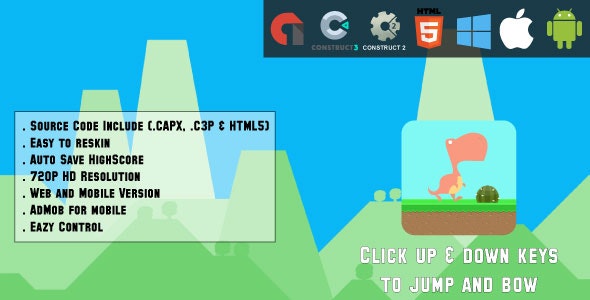 CONSTRUCT 3
CONSTRUCT 2
HTML
5
. Source Code Include (.CAPX, .C3P & HTML5)
. Easy to reskin
. Auto Save HighScore
. 720P HD Resolution
. Web and Mobile Version
. AdMob for mobile
. Eazy Control
Click up & down keys
to jump and bow